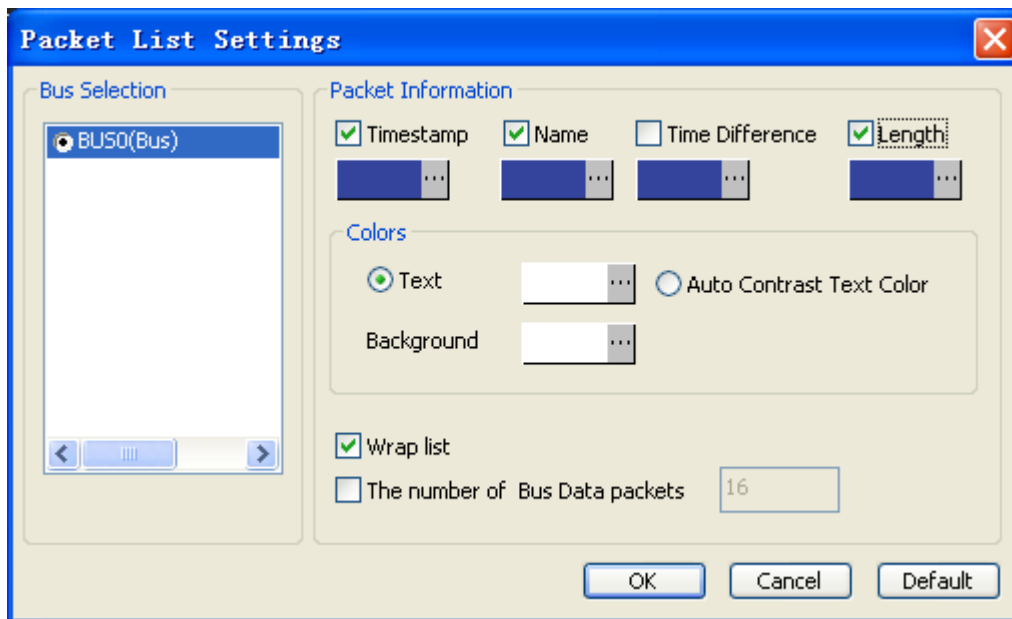 Packet List Settings
Bus Selection
BUS0(Bus)
Packet Information
Timestamp Name Time Difference Length
... ... ... ...
Colors
Text ... Auto Contrast Text Color
Background ...
Wrap list
The number of Bus Data packets 16
OK Cancel Default